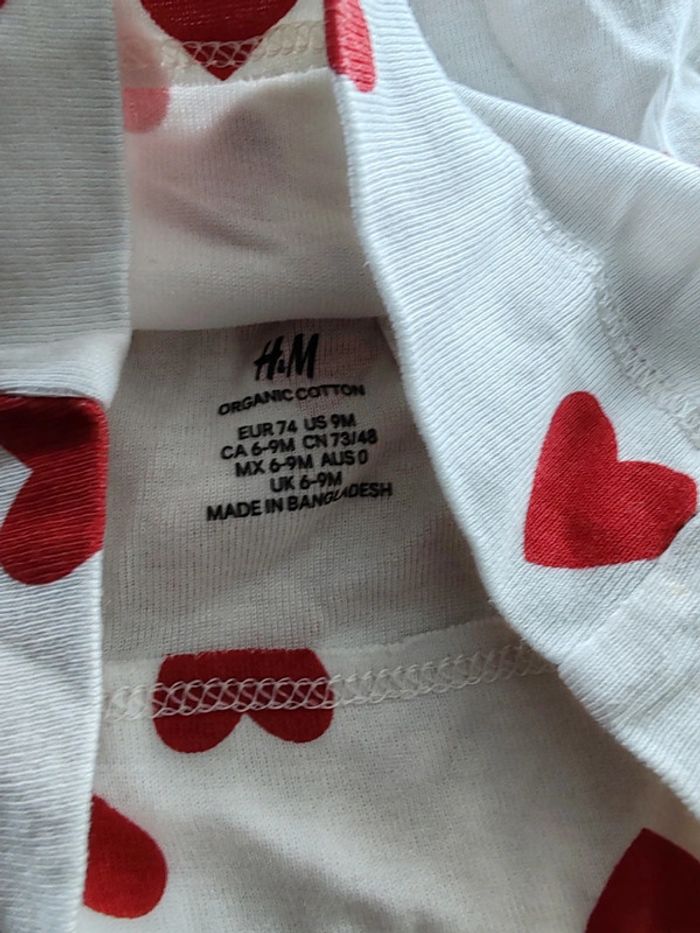 H&M
ORGANIC COTTON
EUR 74 US 9M
CA 6-9M CN 73/48
MX 6-9M AUS 0
UK 6-9M
MADE IN BANGLADESH